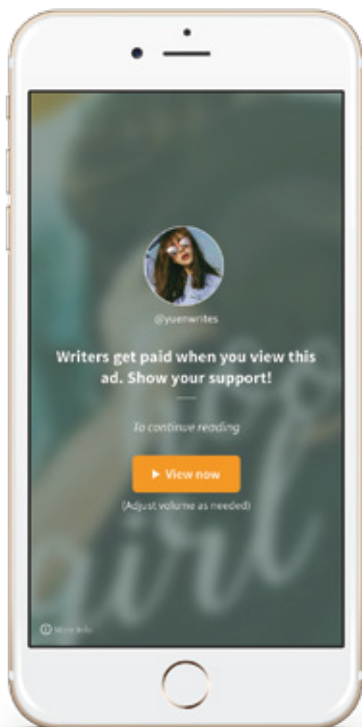 @yuenwrites
Writers get paid when you view this
ad. Show your support!
To continue reading
View now
(Adjust volume as needed)
More Info
girl